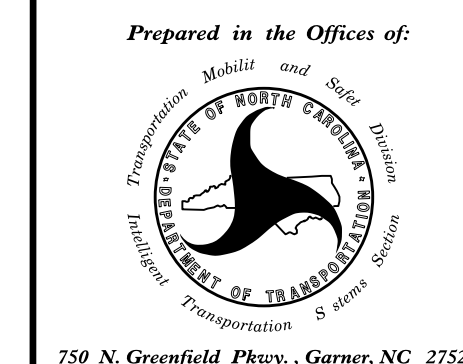 Prepared in the Offices of:
Transportation Mobilit and Safet Division
STATE OF NORTH CAROLINA
DEPARTMENT OF TRANSPORTATION
Intelligent Transportation S stems Section
750 N. Greenfield Pkwy. , Garner, NC 2752